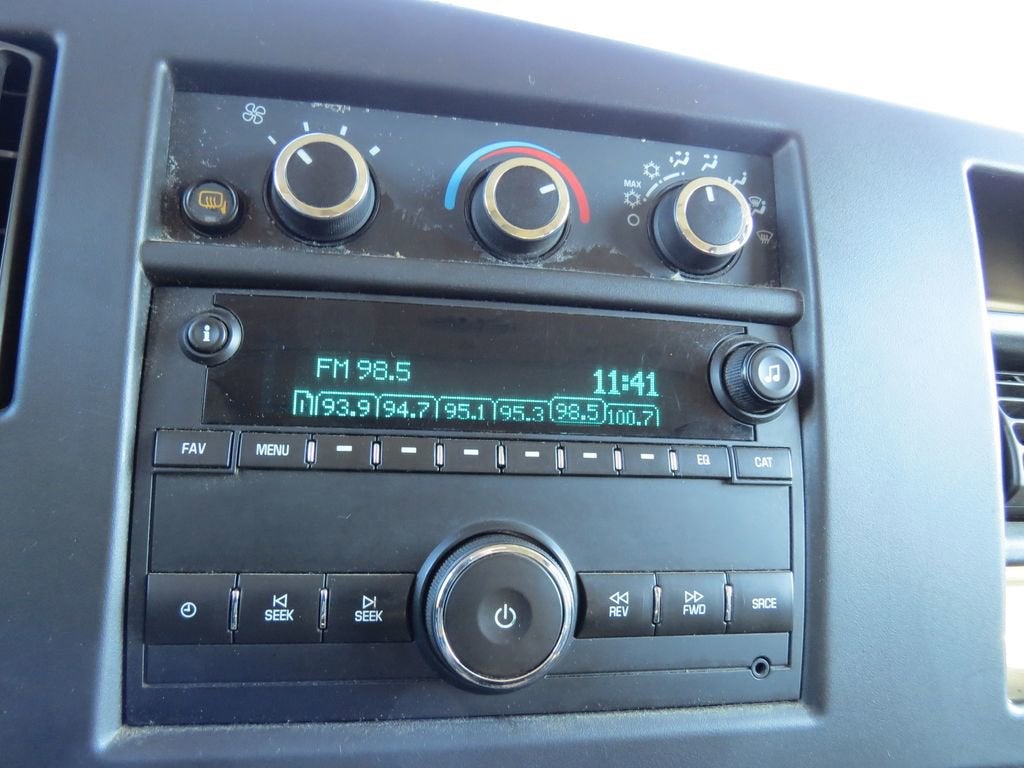 MAX
i
FM 98.5 11:41
1 93.9 94.7 95.1 95.3 98.5 100.7
FAV MENU EQ CAT
SEEK SEEK REV FWD SRCE